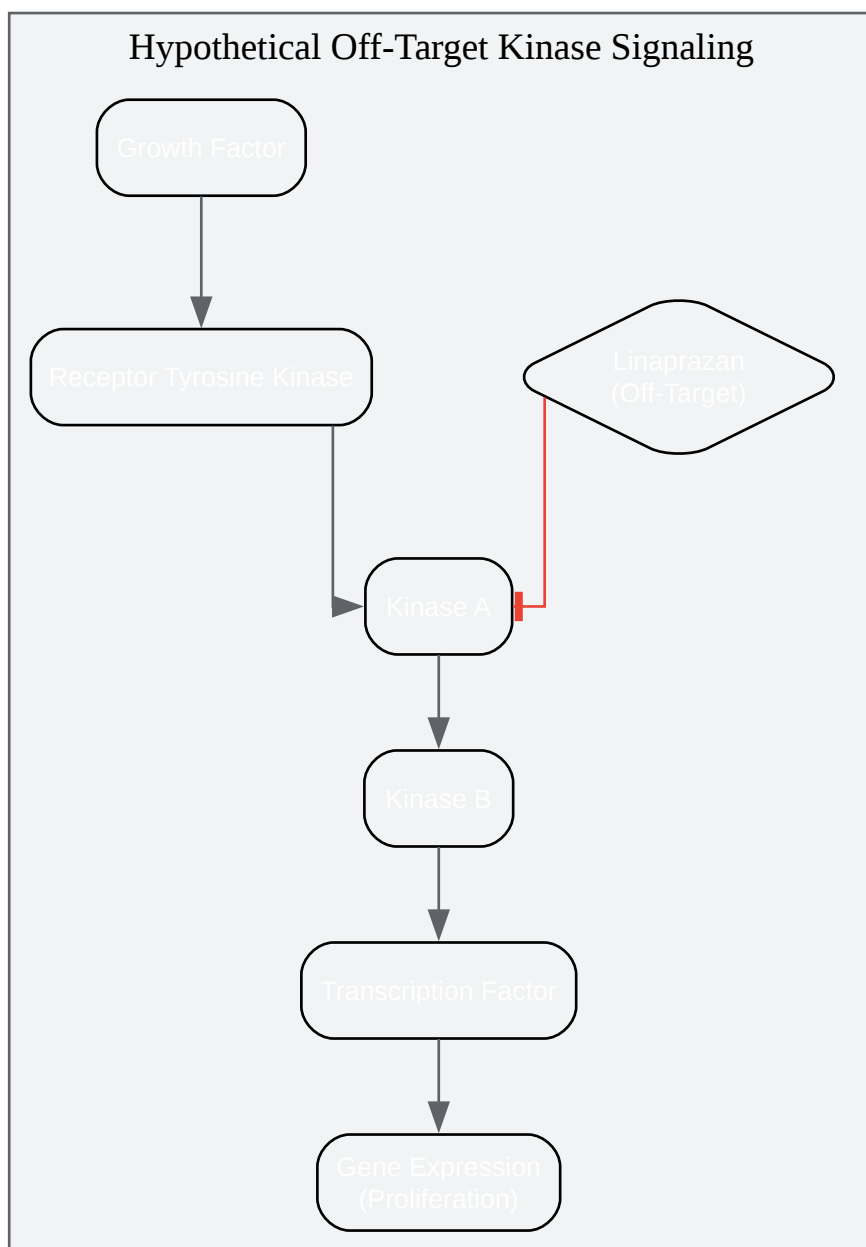 Hypothetical Off-Target Kinase Signaling
Growth Factor
Receptor Tyrosine Kinase
Linaprazan
(Off-Target)
Kinase A
Kinase B
Transcription Factor
Gene Expression
(Proliferation)